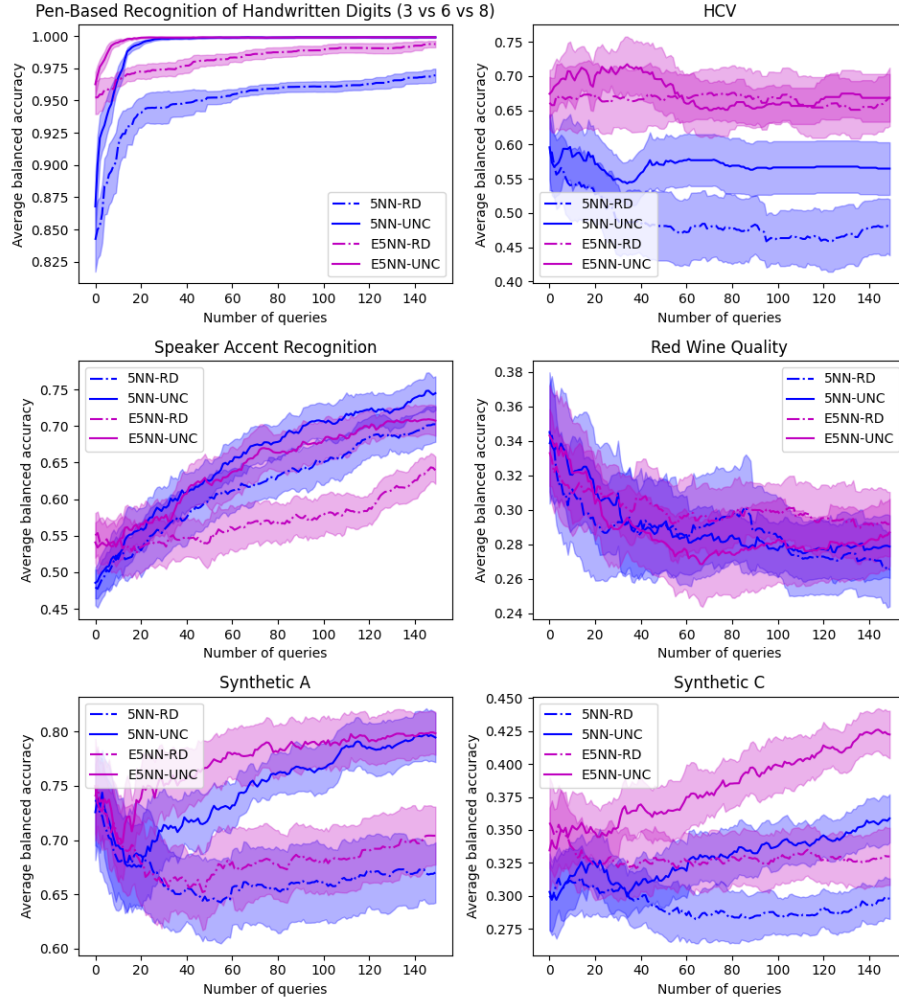 Pen-Based Recognition of Handwritten Digits (3 vs 6 vs 8)
Average balanced accuracy
1.000
0.975
0.950
0.925
0.900
0.875
0.850
0.825
5NN-RD
5NN-UNC
E5NN-RD
E5NN-UNC
0 20 40 60 80 100 120 140
Number of queries
HCV
Average balanced accuracy
0.75
0.70
0.65
0.60
0.55
0.50
0.45
0.40
5NN-RD
5NN-UNC
E5NN-RD
E5NN-UNC
0 20 40 60 80 100 120 140
Number of queries
Speaker Accent Recognition
Average balanced accuracy
0.75
0.70
0.65
0.60
0.55
0.50
0.45
5NN-RD
5NN-UNC
E5NN-RD
E5NN-UNC
0 20 40 60 80 100 120 140
Number of queries
Red Wine Quality
Average balanced accuracy
0.38
0.36
0.34
0.32
0.30
0.28
0.26
0.24
5NN-RD
5NN-UNC
E5NN-RD
E5NN-UNC
0 20 40 60 80 100 120 140
Number of queries
Synthetic A
Average balanced accuracy
0.80
0.75
0.70
0.65
0.60
5NN-RD
5NN-UNC
E5NN-RD
E5NN-UNC
0 20 40 60 80 100 120 140
Number of queries
Synthetic C
Average balanced accuracy
0.450
0.425
0.400
0.375
0.350
0.325
0.300
0.275
5NN-RD
5NN-UNC
E5NN-RD
E5NN-UNC
0 20 40 60 80 100 120 140
Number of queries